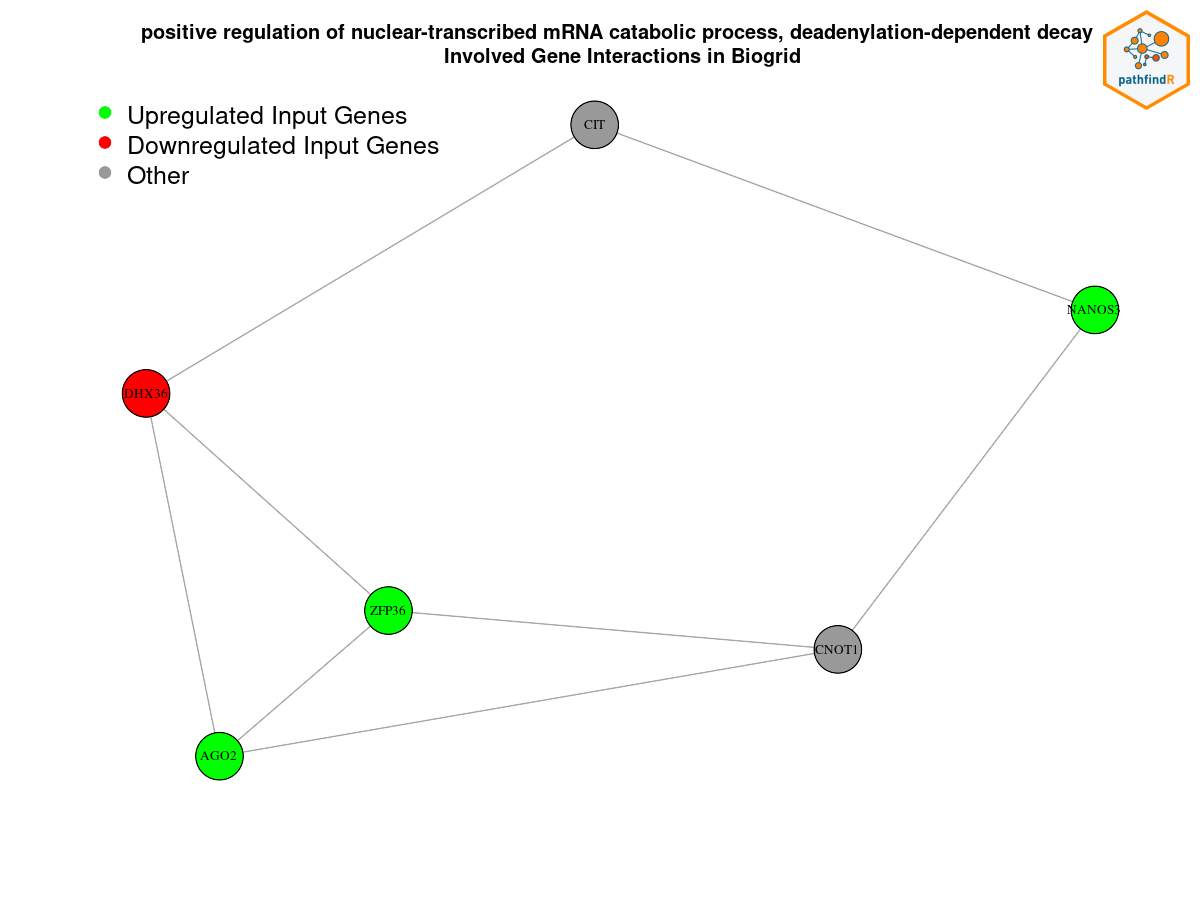 positive regulation of nuclear-transcribed mRNA catabolic process, deadenylation-dependent decay
Involved Gene Interactions in Biogrid
pathfindR
Upregulated Input Genes
Downregulated Input Genes
Other
CIT
NANOS3
DHX36
ZFP36
CNOT1
AGO2